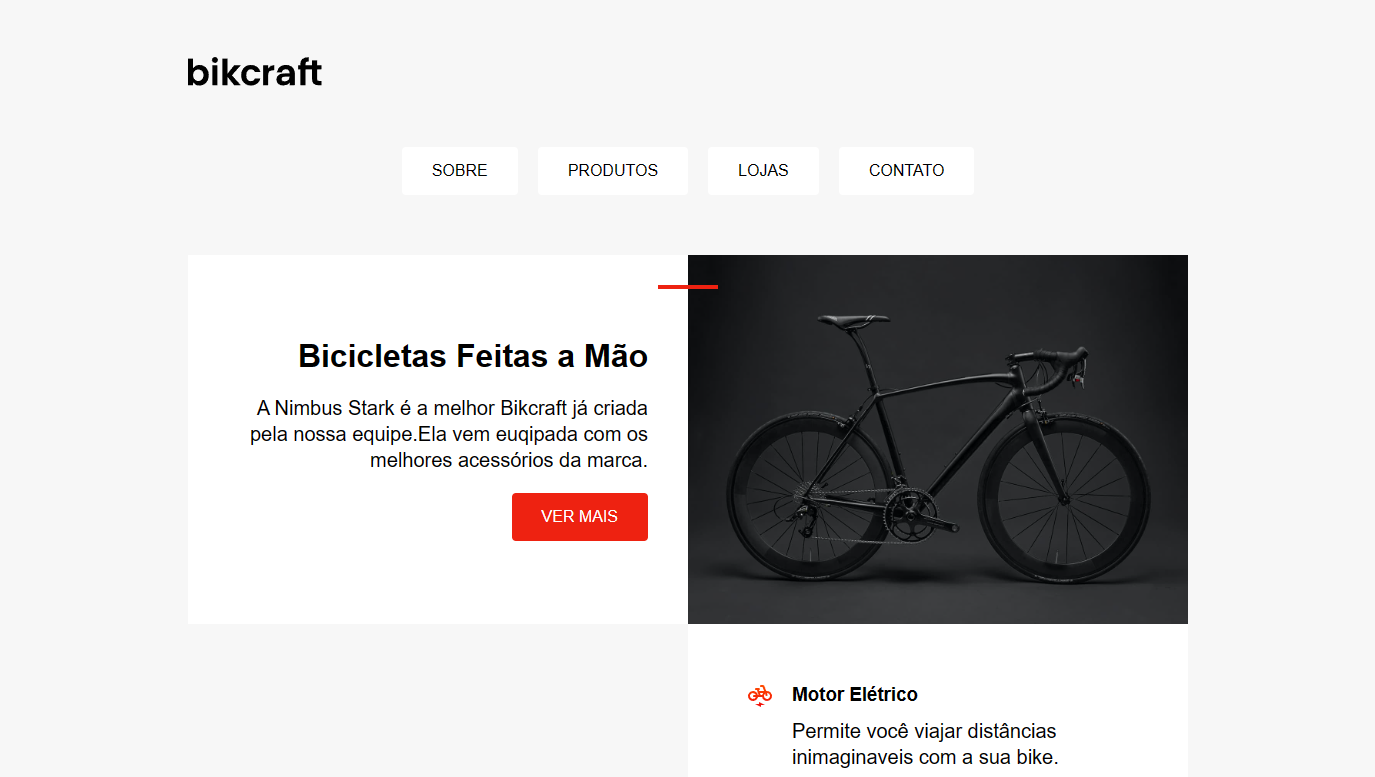 bikcraft
SOBRE PRODUTOS LOJAS CONTATO
Bicicletas Feitas a Mão
A Nimbus Stark é a melhor Bikcraft já criada
pela nossa equipe.Ela vem euqipada com os
melhores acessórios da marca.
VER MAIS
Motor Elétrico
Permite você viajar distâncias
inimaginaveis com a sua bike.